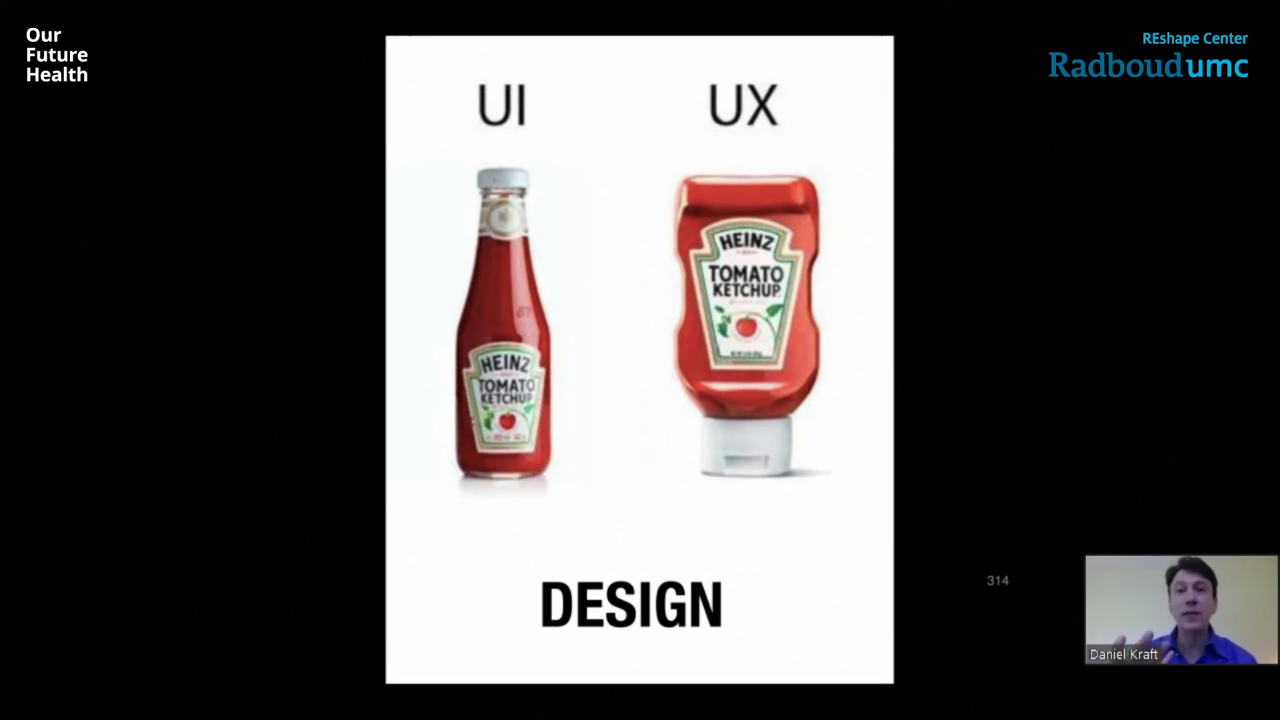 Our
Future
Health
REshape Center
Radboudumc
UI
UX
HEINZ
TOMATO
KETCHUP
HEINZ
TOMATO
KETCHUP
DESIGN
314
Daniel Kraft